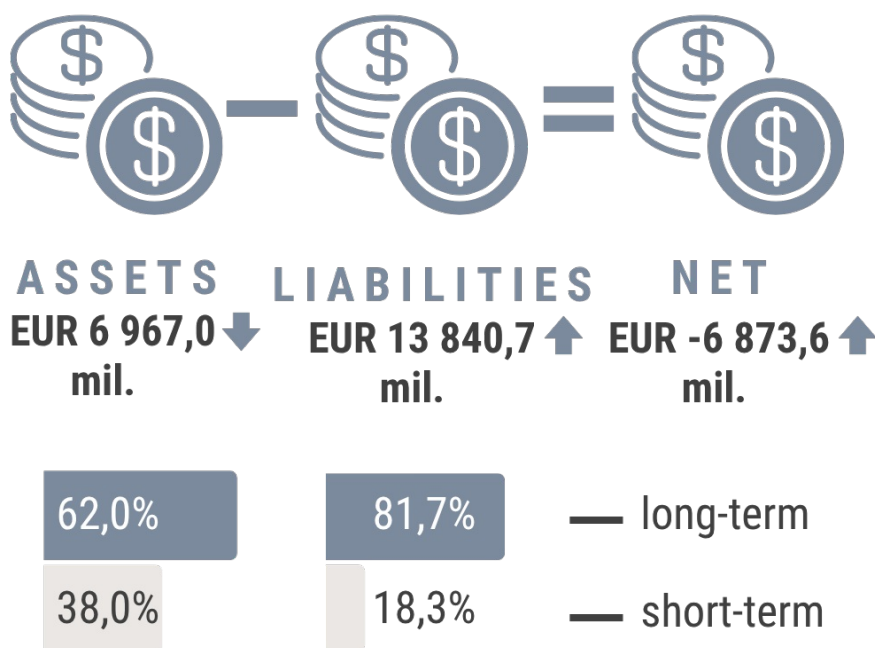 ASSETS
EUR 6 967,0
mil.
LIABILITIES
EUR 13 840,7
mil.
NET
EUR -6 873,6
mil.
62,0%
81,7%
long-term
38,0%
18,3%
short-term